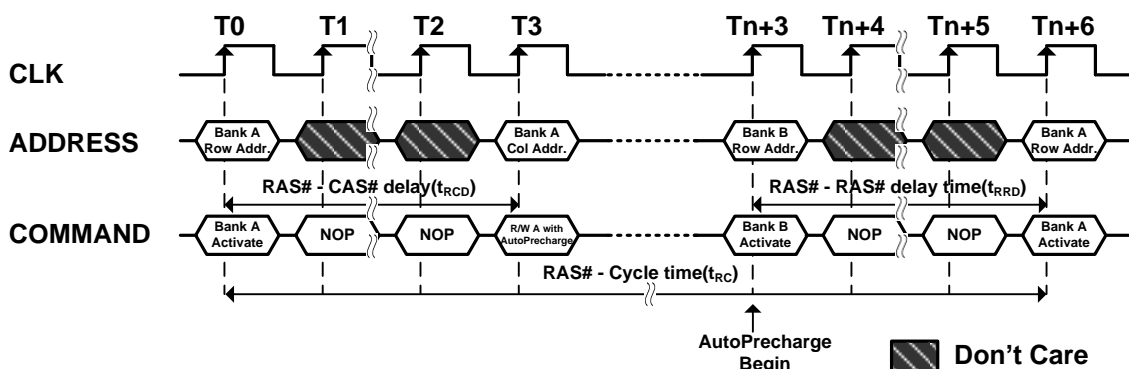 T0 T1 T2 T3 Tn+3 Tn+4 Tn+5 Tn+6
CLK
ADDRESS
Bank A
Row Addr.
Bank A
Col Addr.
Bank B
Row Addr.
Bank A
Row Addr.
RAS# - CAS# delay(tRCD)
RAS# - RAS# delay time(tRRD)
COMMAND
Bank A
Activate
NOP
NOP
R/W A with
AutoPrecharge
Bank B
Activate
NOP
NOP
Bank A
Activate
RAS# - Cycle time(tRC)
AutoPrecharge
Begin
Don't Care